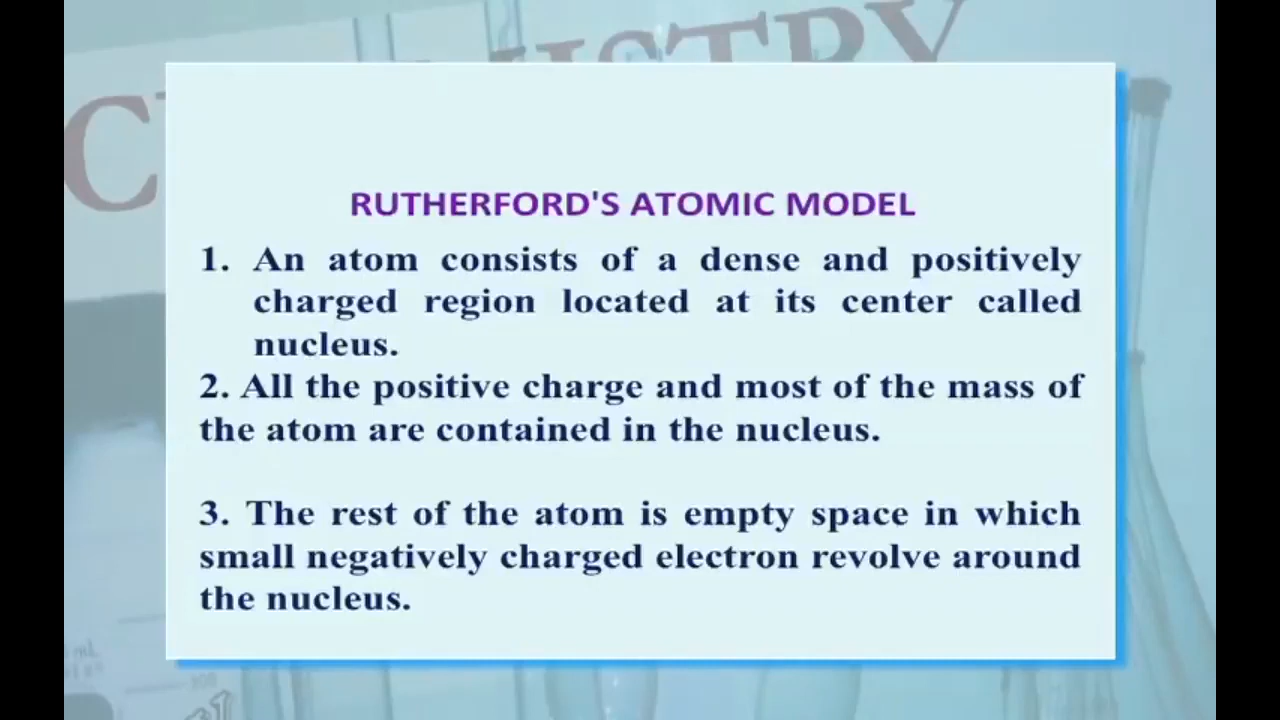 CHEMISTRY
RUTHERFORD'S ATOMIC MODEL
1. An atom consists of a dense and positively
charged region located at its center called
nucleus.
2. All the positive charge and most of the mass of
the atom are contained in the nucleus.
3. The rest of the atom is empty space in which
small negatively charged electron revolve around
the nucleus.